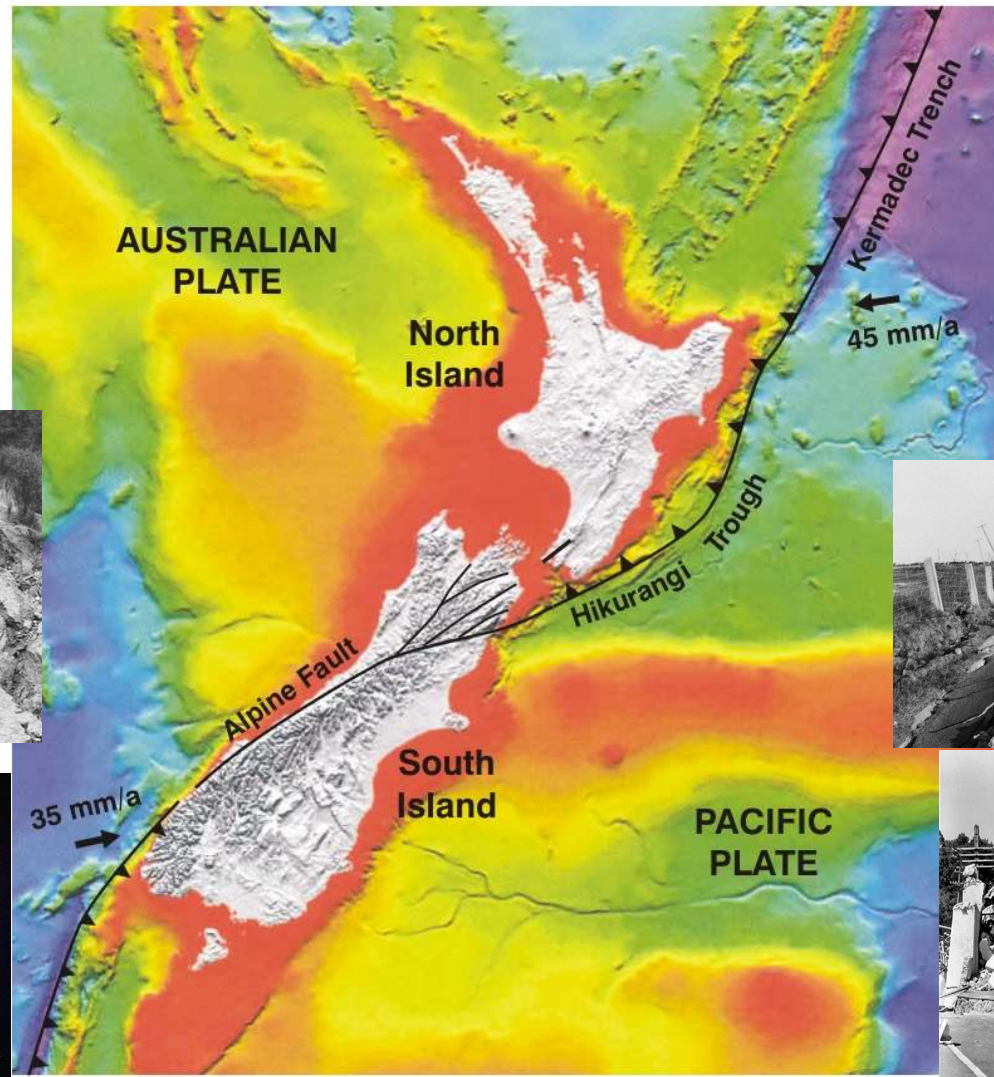 Kermadec Trench
AUSTRALIAN
PLATE
45 mm/a
North
Island
Hikurangi
Trough
Alpine Fault
South
Island
35 mm/a
PACIFIC
PLATE